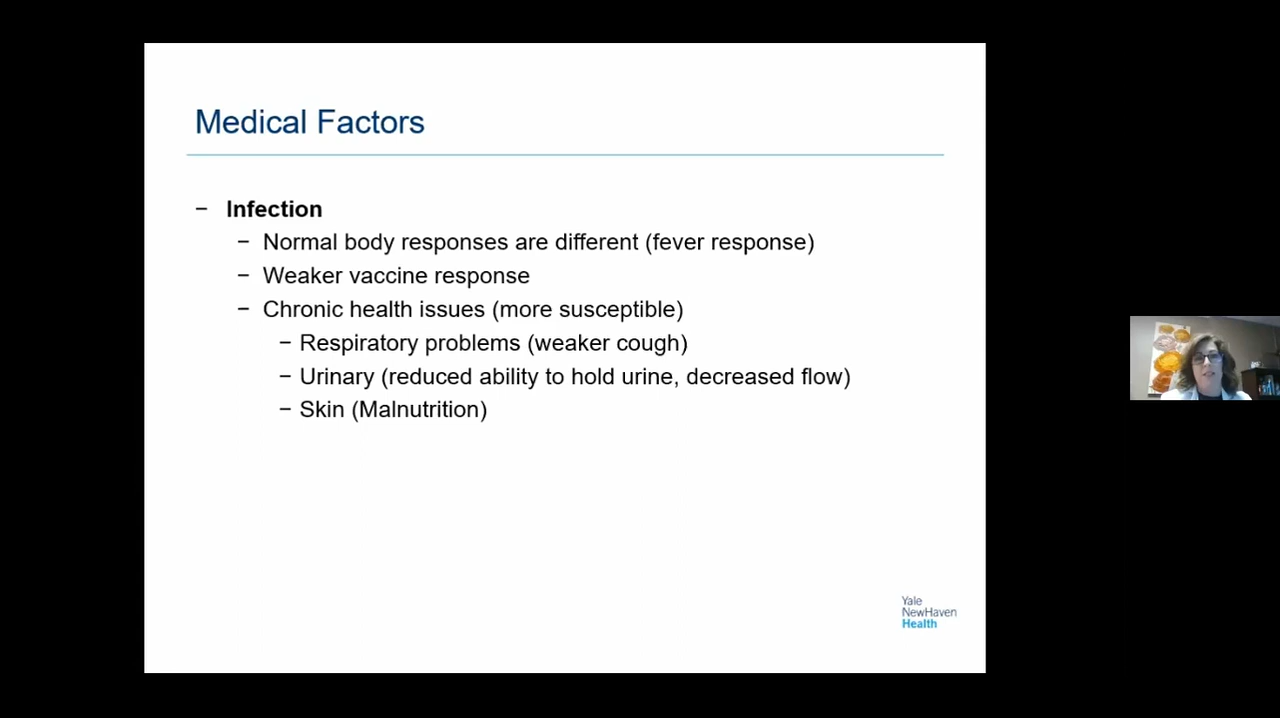 Medical Factors
− Infection
− Normal body responses are different (fever response)
− Weaker vaccine response
− Chronic health issues (more susceptible)
− Respiratory problems (weaker cough)
− Urinary (reduced ability to hold urine, decreased flow)
− Skin (Malnutrition)
Yale
NewHaven
Health